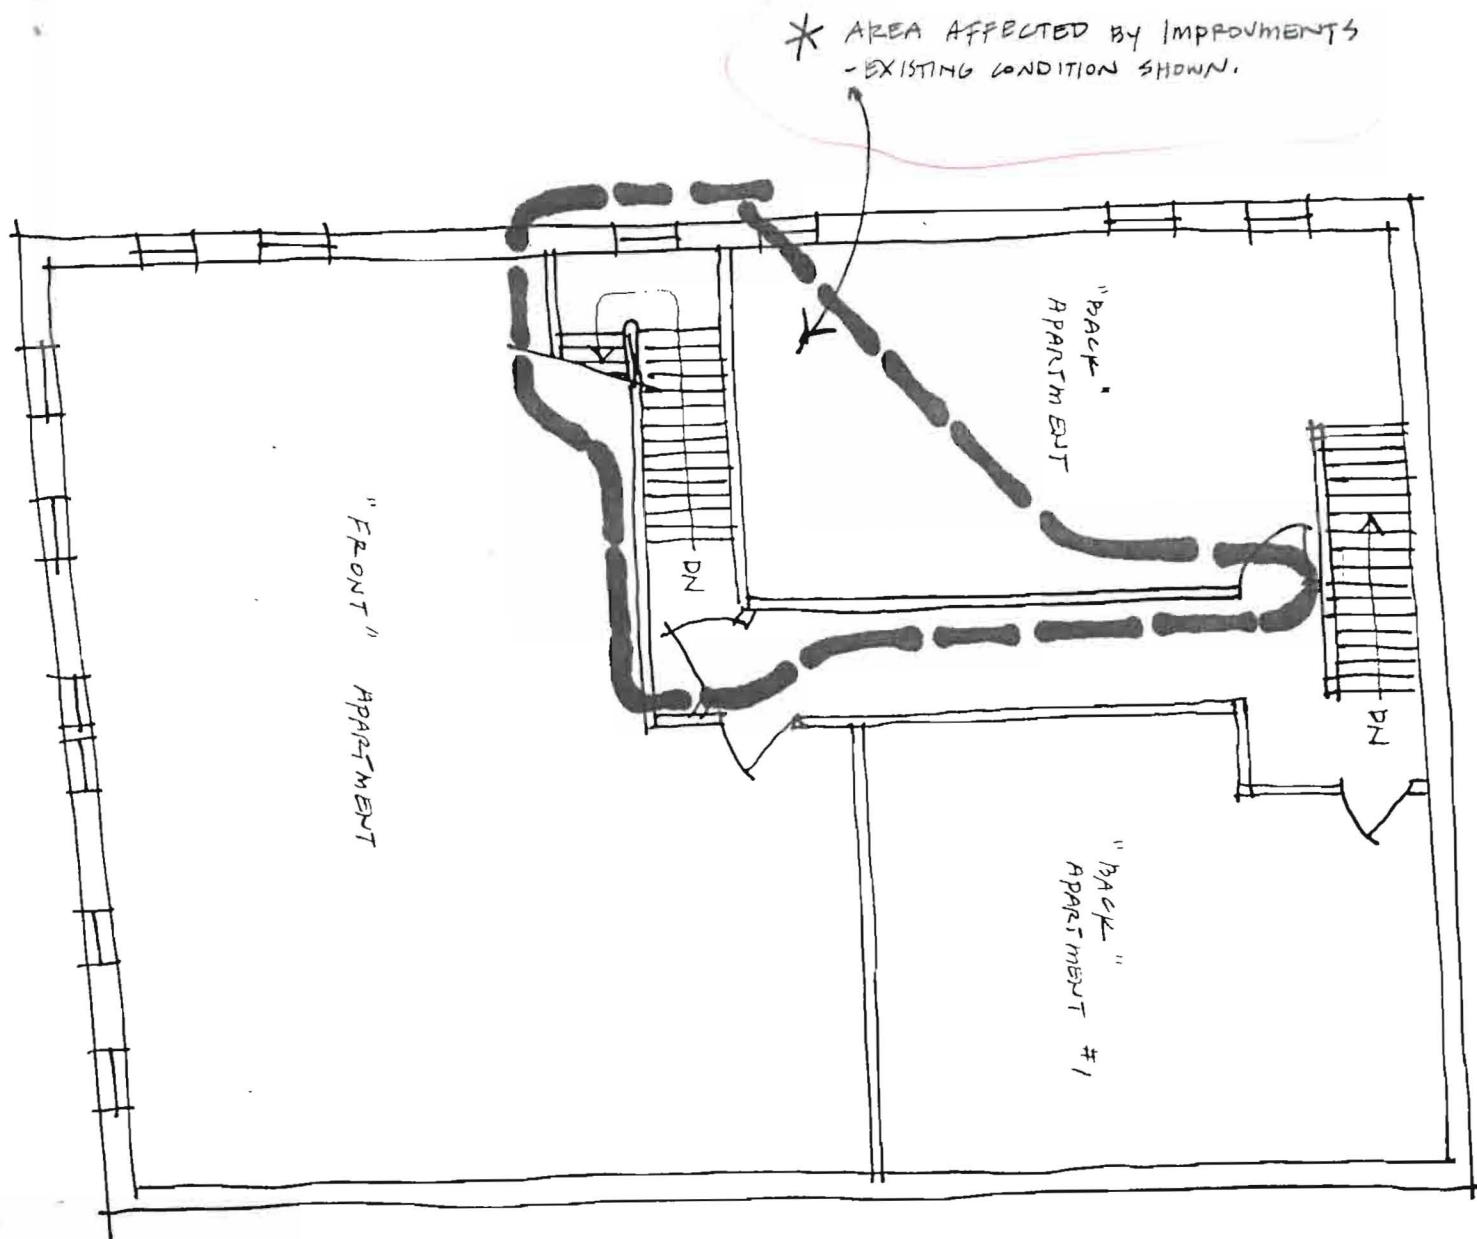 * AREA AFFECTED BY IMPROVMENTS
- EXISTING CONDITION SHOWN.
"BACK"
APARTMENT
"FRONT" APARTMENT
DN
DN
"BACK"
APARTMENT #1